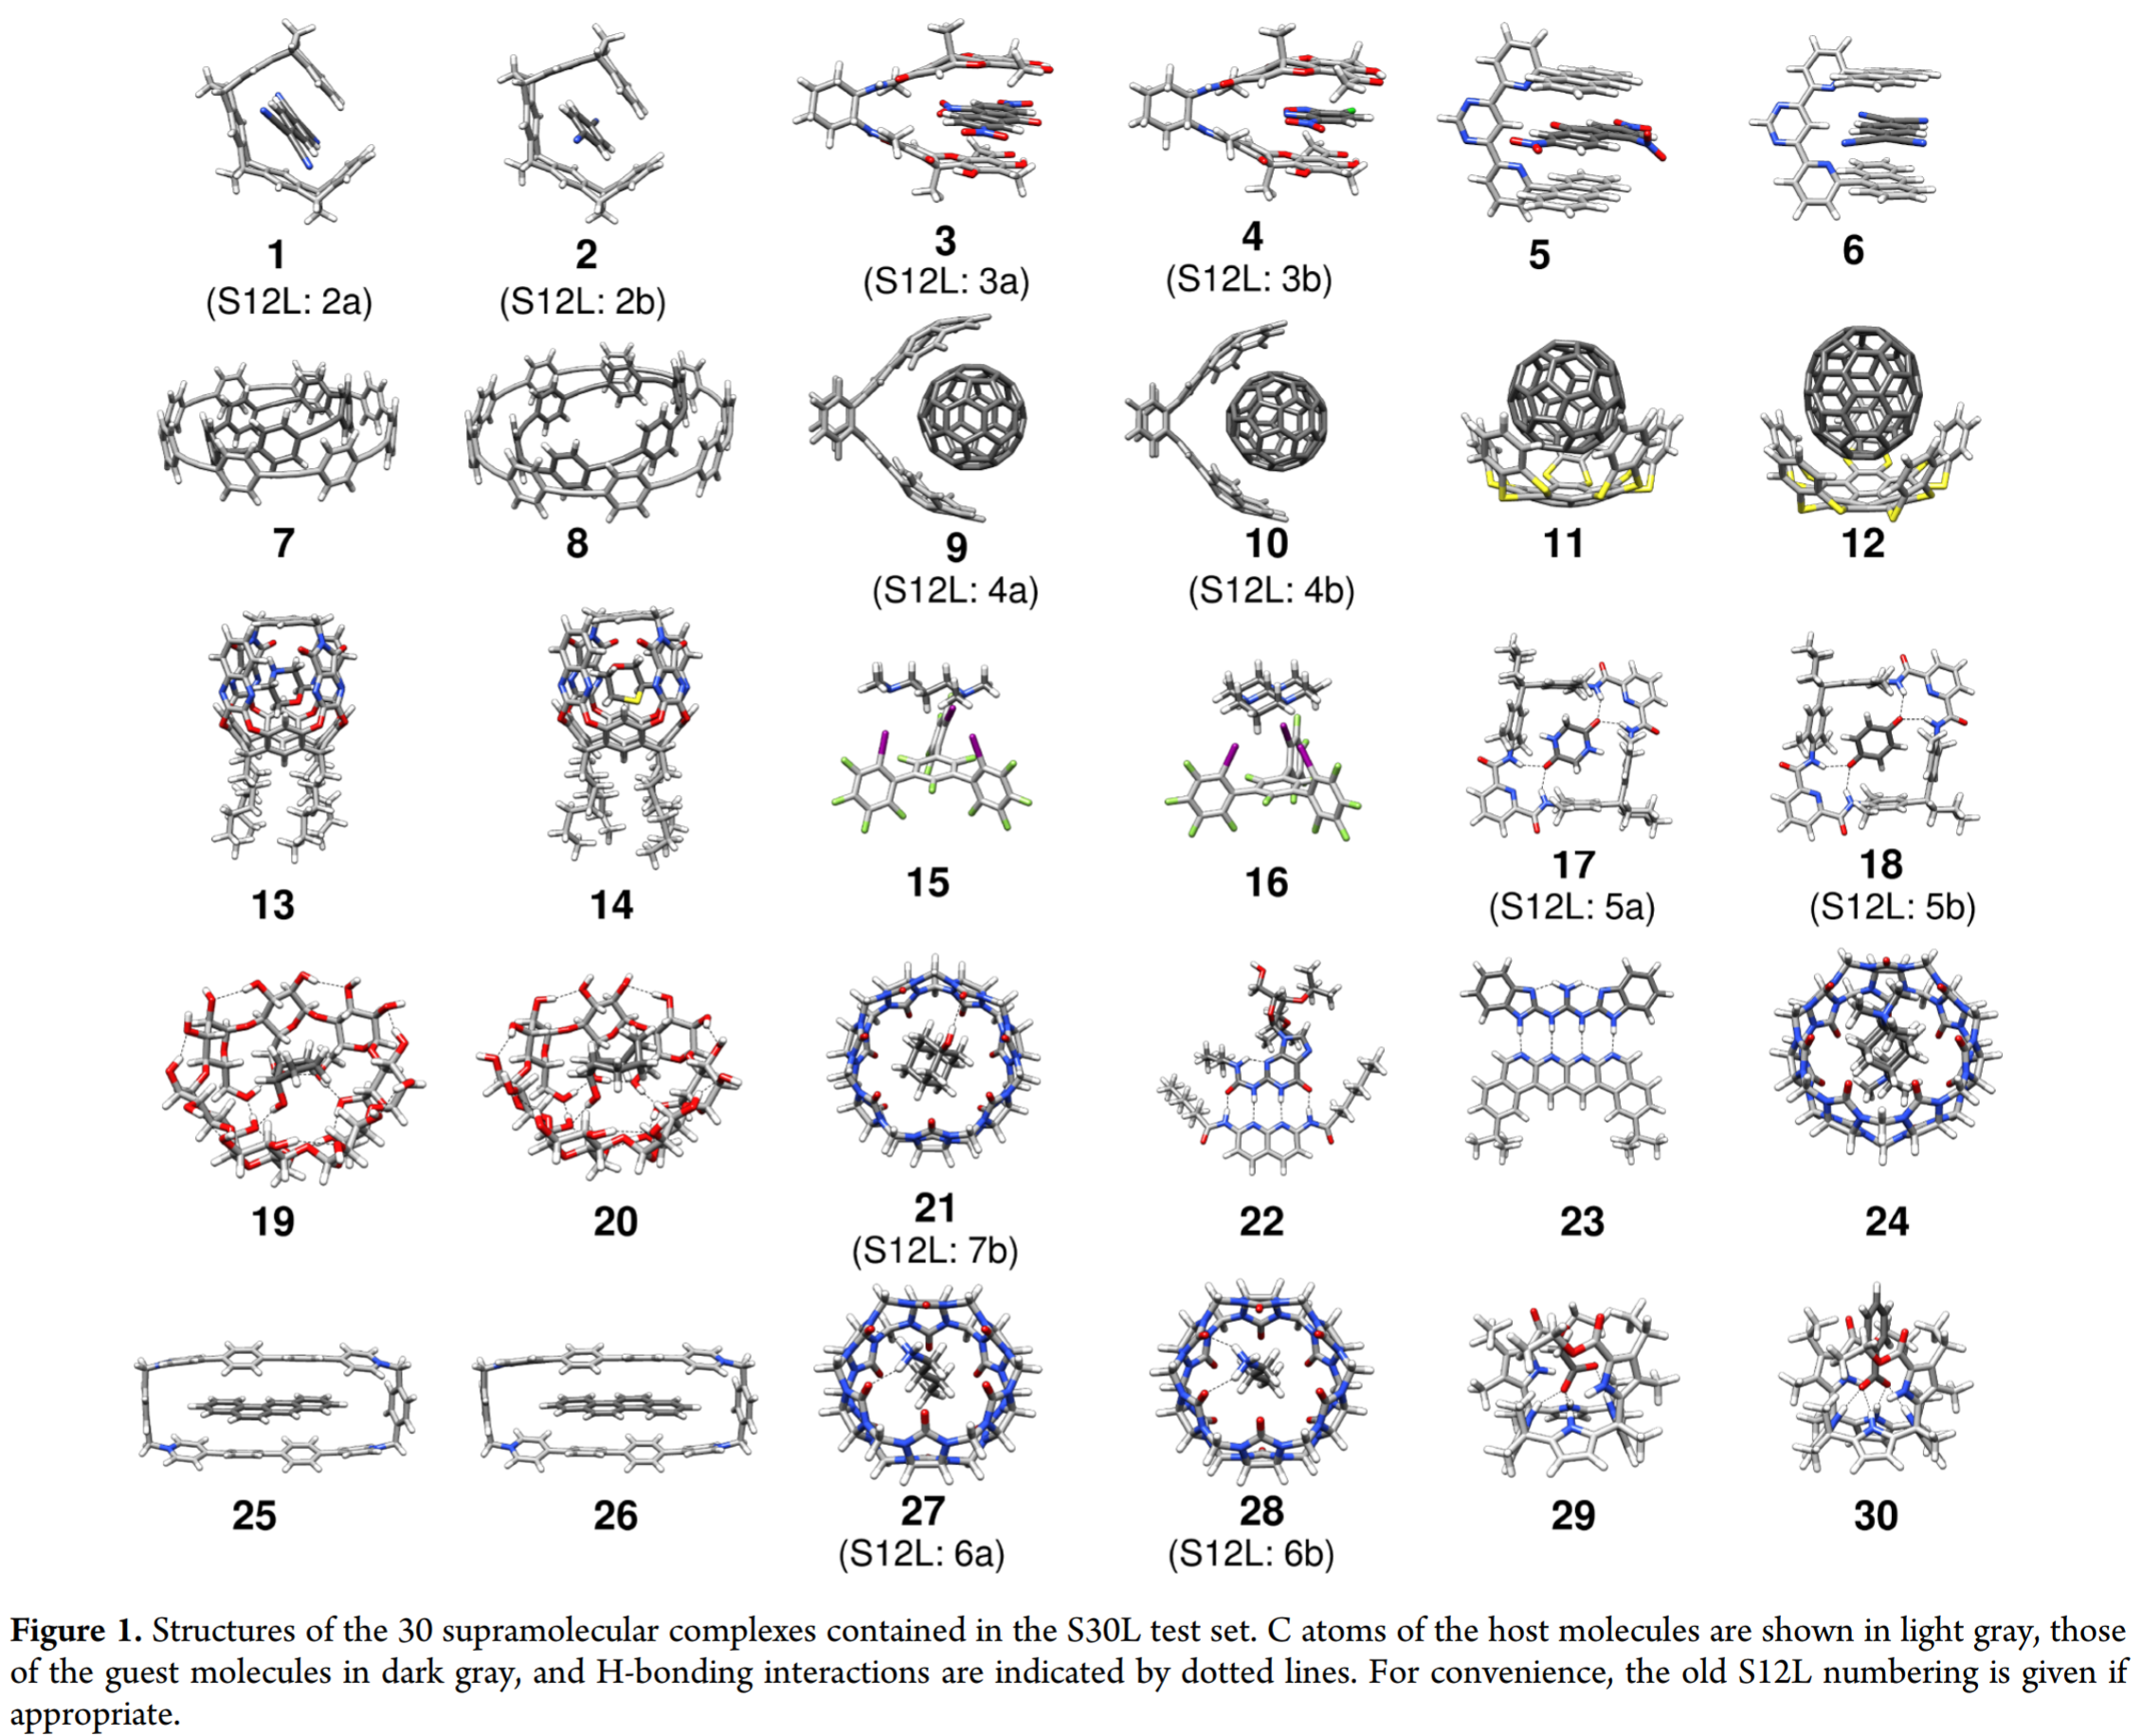 1 2 3 4 5 6
(S12L: 2a) (S12L: 2b) (S12L: 3a) (S12L: 3b)
7 8 9 10 11 12
(S12L: 4a) (S12L: 4b)
13 14 15 16 17 18
(S12L: 5a) (S12L: 5b)
19 20 21 22 23 24
(S12L: 7b)
25 26 27 28 29 30
(S12L: 6a) (S12L: 6b)
Figure 1. Structures of the 30 supramolecular complexes contained in the S30L test set. C atoms of the host molecules are shown in light gray, those
of the guest molecules in dark gray, and H-bonding interactions are indicated by dotted lines. For convenience, the old S12L numbering is given if
appropriate.